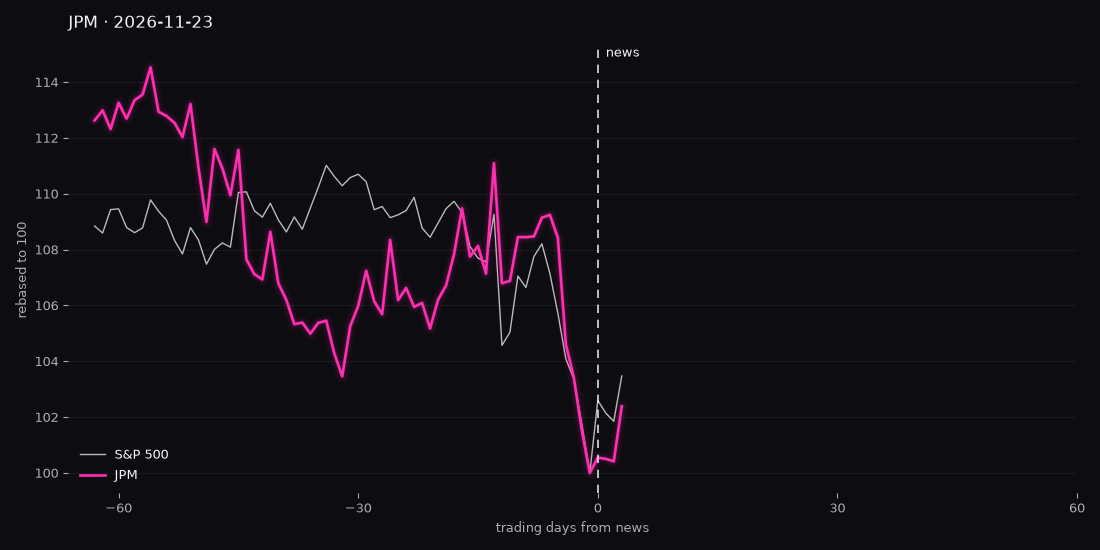 JPM · 2026-11-23
news
114
112
110
108
106
104
102
100
rebased to 100
S&P 500
JPM
−60
−30
0
30
60
trading days from news